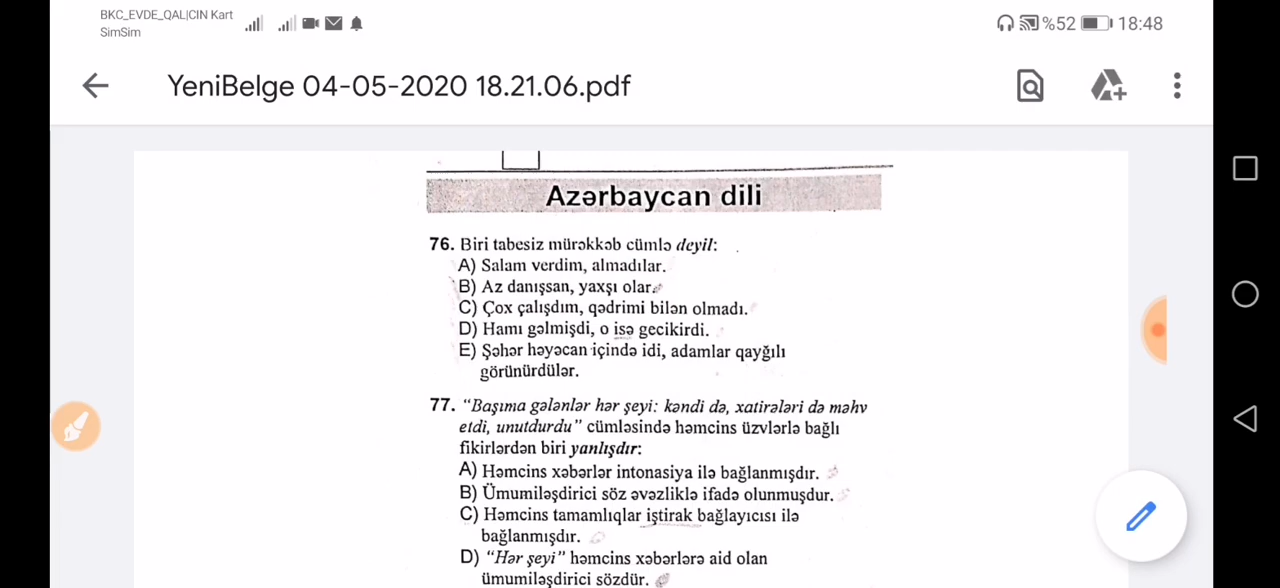 BKC_EVDE_QAL|CIN Kart
SimSim
%52 18:48
YeniBelge 04-05-2020 18.21.06.pdf
Azərbaycan dili
76. Biri tabesiz mürəkkəb cümlə deyil:
A) Salam verdim, almadılar.
B) Az danışsan, yaxşı olar.
C) Çox çalışdım, qədrimi bilən olmadı.
D) Hamı gəlmişdi, o isə gecikirdi.
E) Şəhər həyəcan içində idi, adamlar qayğılı
görünürdülər.
77. “Başıma gələnlər hər şeyi: kəndi də, xatirələri də məhv
etdi, unutdurdu” cümləsində həmcins üzvlərlə bağlı
fikirlərdən biri yanlışdır:
A) Həmcins xəbərlər intonasiya ilə bağlanmışdır.
B) Ümumiləşdirici söz əvəzliklə ifadə olunmuşdur.
C) Həmcins tamamlıqlar iştirak bağlayıcısı ilə
bağlanmışdır.
D) “Hər şeyi” həmcins xəbərlərə aid olan
ümumiləşdirici sözdür.